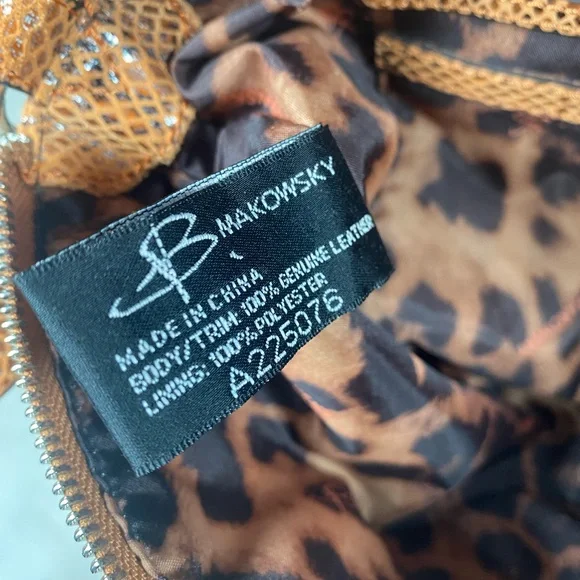 B MAKOWSKY
MADE IN CHINA
BODY/TRIM: 100% GENUINE LEATHER
LINING: 100% POLYESTER
A225076